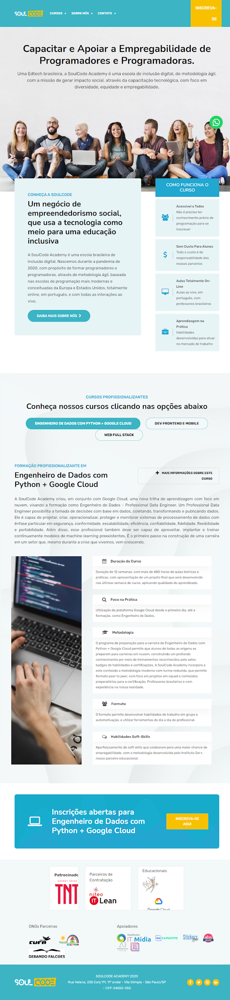 SOUL CODE
CURSOS +
SOBRE NÓS +
CONTATO +
INSCREVA-
SE
Capacitar e Apoiar a Empregabilidade de
Programadores e Programadoras.
Uma Edtech brasileira, a SoulCode Academy é uma escola de inclusão digital, de metodologia ágil,
com a missão de gerar impacto social, através da capacitação tecnológica, com foco em
diversidade, equidade e empregabilidade.
CONHEÇA A SOULCODE
Um negócio de
empreendedorismo social,
que usa a tecnologia como
meio para uma educação
inclusiva
A SoulCode Academy é uma escola brasileira de
inclusão digital. Nascemos durante a pandemia de
2020, com propósito de formar programadores e
programadoras, através de metodologia ágil, baseada
nas escolas de programação mais modernas e
conceituadas da Europa e Estados Unidos, totalmente
online, em português, e com todas as interações ao
vivo.
SAIBA MAIS SOBRE NÓS
COMO FUNCIONA O
CURSO
Acessível a Todos
Não é preciso ter
conhecimento prévio de
programação para se
inscrever
Sem Custo Para Alunos
Todo o custo é de
responsabilidade dos
nossos parceiros
Aulas Totalmente On-
Line
Aulas ao vivo, em
português, com
professores brasileiros
Aprendizagem na
Prática
Habilidades
desenvolvidas para atuar
no mercado de trabalho
CURSOS PROFISSIONALIZANTES
Conheça nossos cursos clicando nas opções abaixo
ENGENHEIRO DE DADOS COM PYTHON + GOOGLE CLOUD
DEV FRONTEND E MOBILE
WEB FULL STACK
FORMAÇÃO PROFISSIONALIZANTE EM
Engenheiro de Dados com
Python + Google Cloud
MAIS INFORMAÇÕES SOBRE ESTE
CURSO
A SoulCode Academy criou, em conjunto com Google Cloud, uma nova trilha de aprendizagem com foco em
nuvem, visando a formação como Engenheiro de Dados - Professional Data Engineer. Um Professional Data
Engineer possibilita a tomada de decisões com base em dados, coletando, transformando e publicando dados.
Ele é capaz de projetar, criar, operacionalizar, proteger e monitorar sistemas de processamento de dados com
ênfase particular em segurança, conformidade, escalabilidade, eficiência, confiabilidade, fidelidade, flexibilidade
e portabilidade. Além disso, esse profissional também deve ser capaz de aproveitar, implantar e treinar
continuamente modelos de machine learning preexistentes. É o primeiro passo na construção de uma carreira
em um setor que, mesmo durante a crise que vivemos, vem crescendo.
Duração do Curso
Duração de 12 semanas, com mais de 480 horas de aulas teóricas e
práticas, com apresentação de um projeto final que será desenvolvido
nas últimas semana de curso, aplicando qualidade do aprendizado.
Foco na Prática
Utilização da plataforma Google Cloud desde o primeiro dia, até a
formação, como Engenheiro de Dados.
Metodologia
O programa de preparação para a carreira de Engenheiro de Dados com
Python + Google Cloud permite que alunos de todas as origens se
preparem para carreiras em nuvem, construindo um profundo
conhecimento por meio de treinamentos reconhecidos pelo setor,
badges de habilidades e certificações. A SoulCode Academy incorpora a
este conteúdo a metodologia moderna com turma reduzida, que permite
formato peer to peer, com foco em projetos em squad e conteúdos
preparatórios para a certificação. Professores brasileiros e com
experiência na nossa realidade.
Formato
O formato permite desenvolver habilidades de trabalho em grupo e
automotivação, e utilizar ferramentas do dia a dia do profissional.
Habilidades Soft-Skills
Aperfeiçoamento de soft skills que colaboram para uma maior chance de
empregabilidade, com a metodologia desenvolvida pelo Instituto Ser+,
nosso parceiro educacional.
Inscrições abertas para
Engenheiro de Dados com
Python + Google Cloud
INSCREVA-SE
AQUI
Patrocinado
ENERGY DRINK
TNT
Parceiros de
Contratação
niteo
IT Lean
Educacionais
ser+
Google Cloud
ONGs Parceiras
CUFA
GERANDO FALCÕES
Apoiadores
Instituto
IT Mídia
eu CAPACITO
Stickers
abs
growth
SOUL CODE
SOULCODE ACADEMY 2020
Rua Helena, 235 Conj 111, 11º andar - Vila Olímpia - São Paulo/SP
- CEP: 04552-050